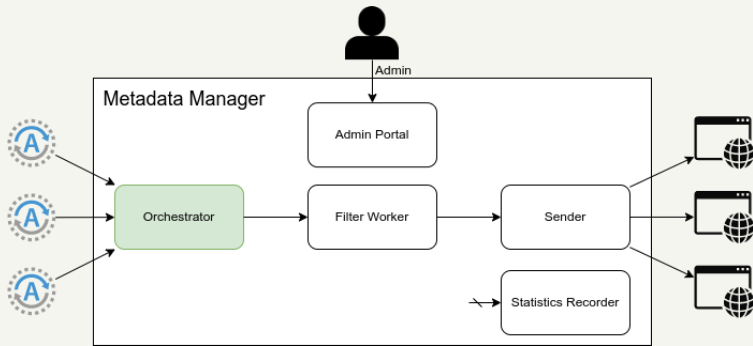 Admin
Metadata Manager
Admin Portal
A
Orchestrator
Filter Worker
Sender
A
A
Statistics Recorder